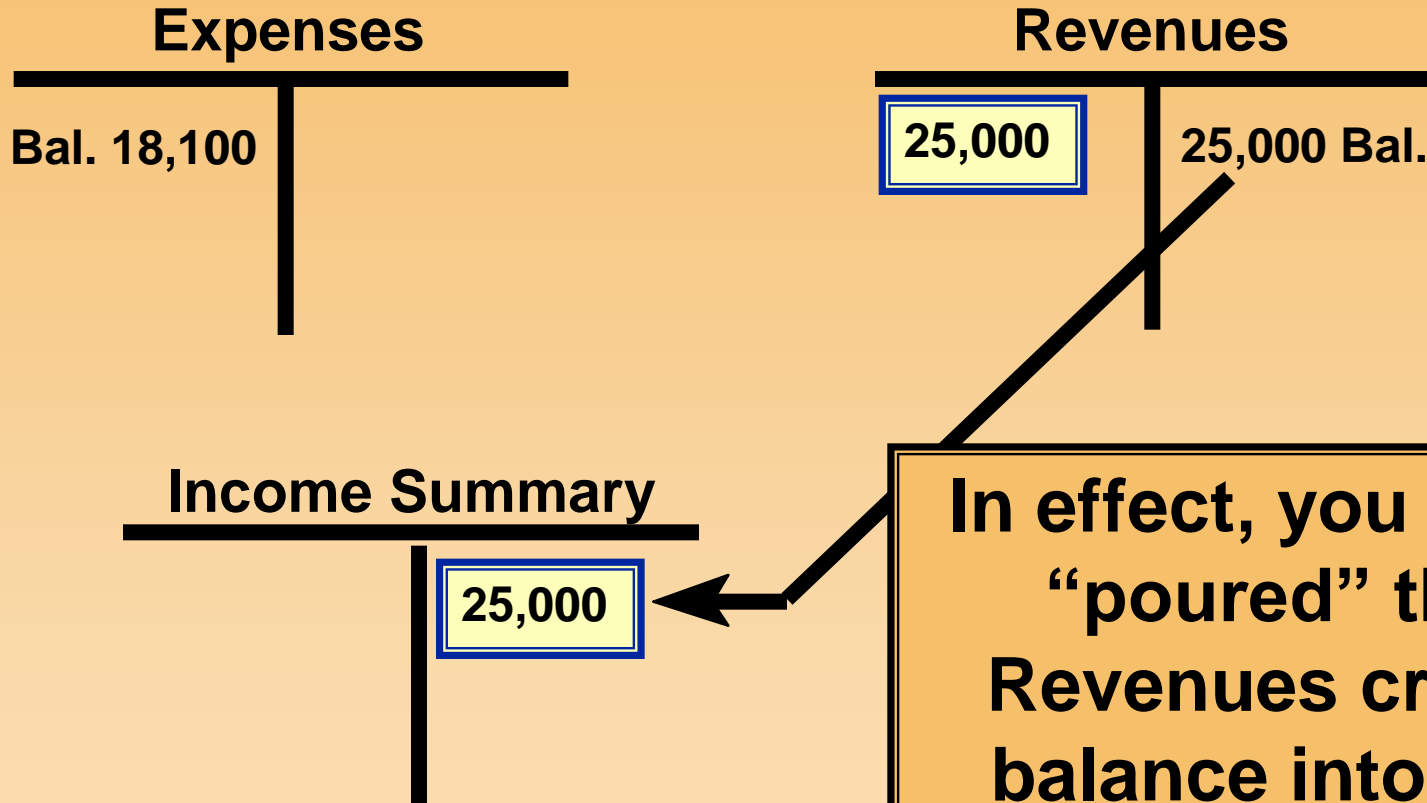 Expenses
Revenues
Bal. 18,100
25,000
25,000 Bal.
Income Summary
25,000
In effect, you
“poured”
Revenues
balance into